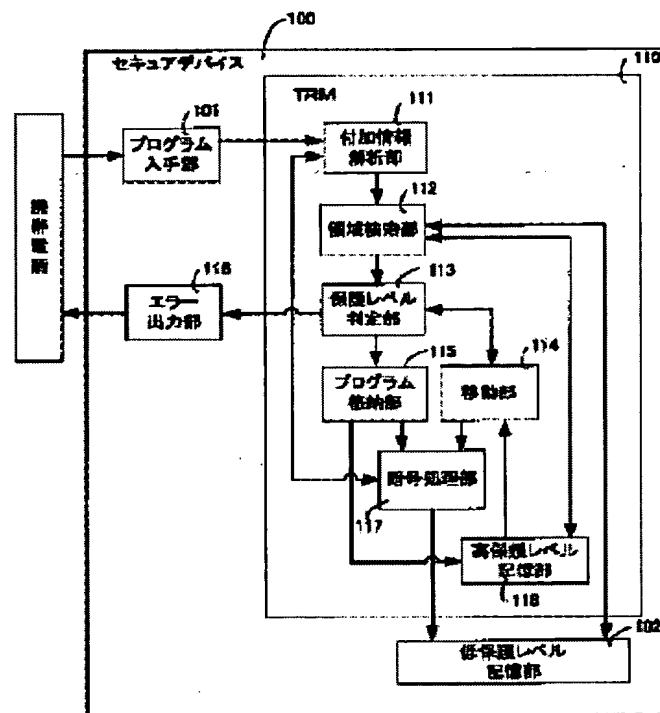 100
セキュアデバイス
110
TRM
101
プログラム
入手部
111
付加情報
解析部
携帯電話
112
領域検索部
116
エラー
出力部
113
保護レベル
判定部
115
プログラム
格納部
114
移動部
暗号処理部
117
高保護レベル
記憶部
118
102
低保護レベル
記憶部